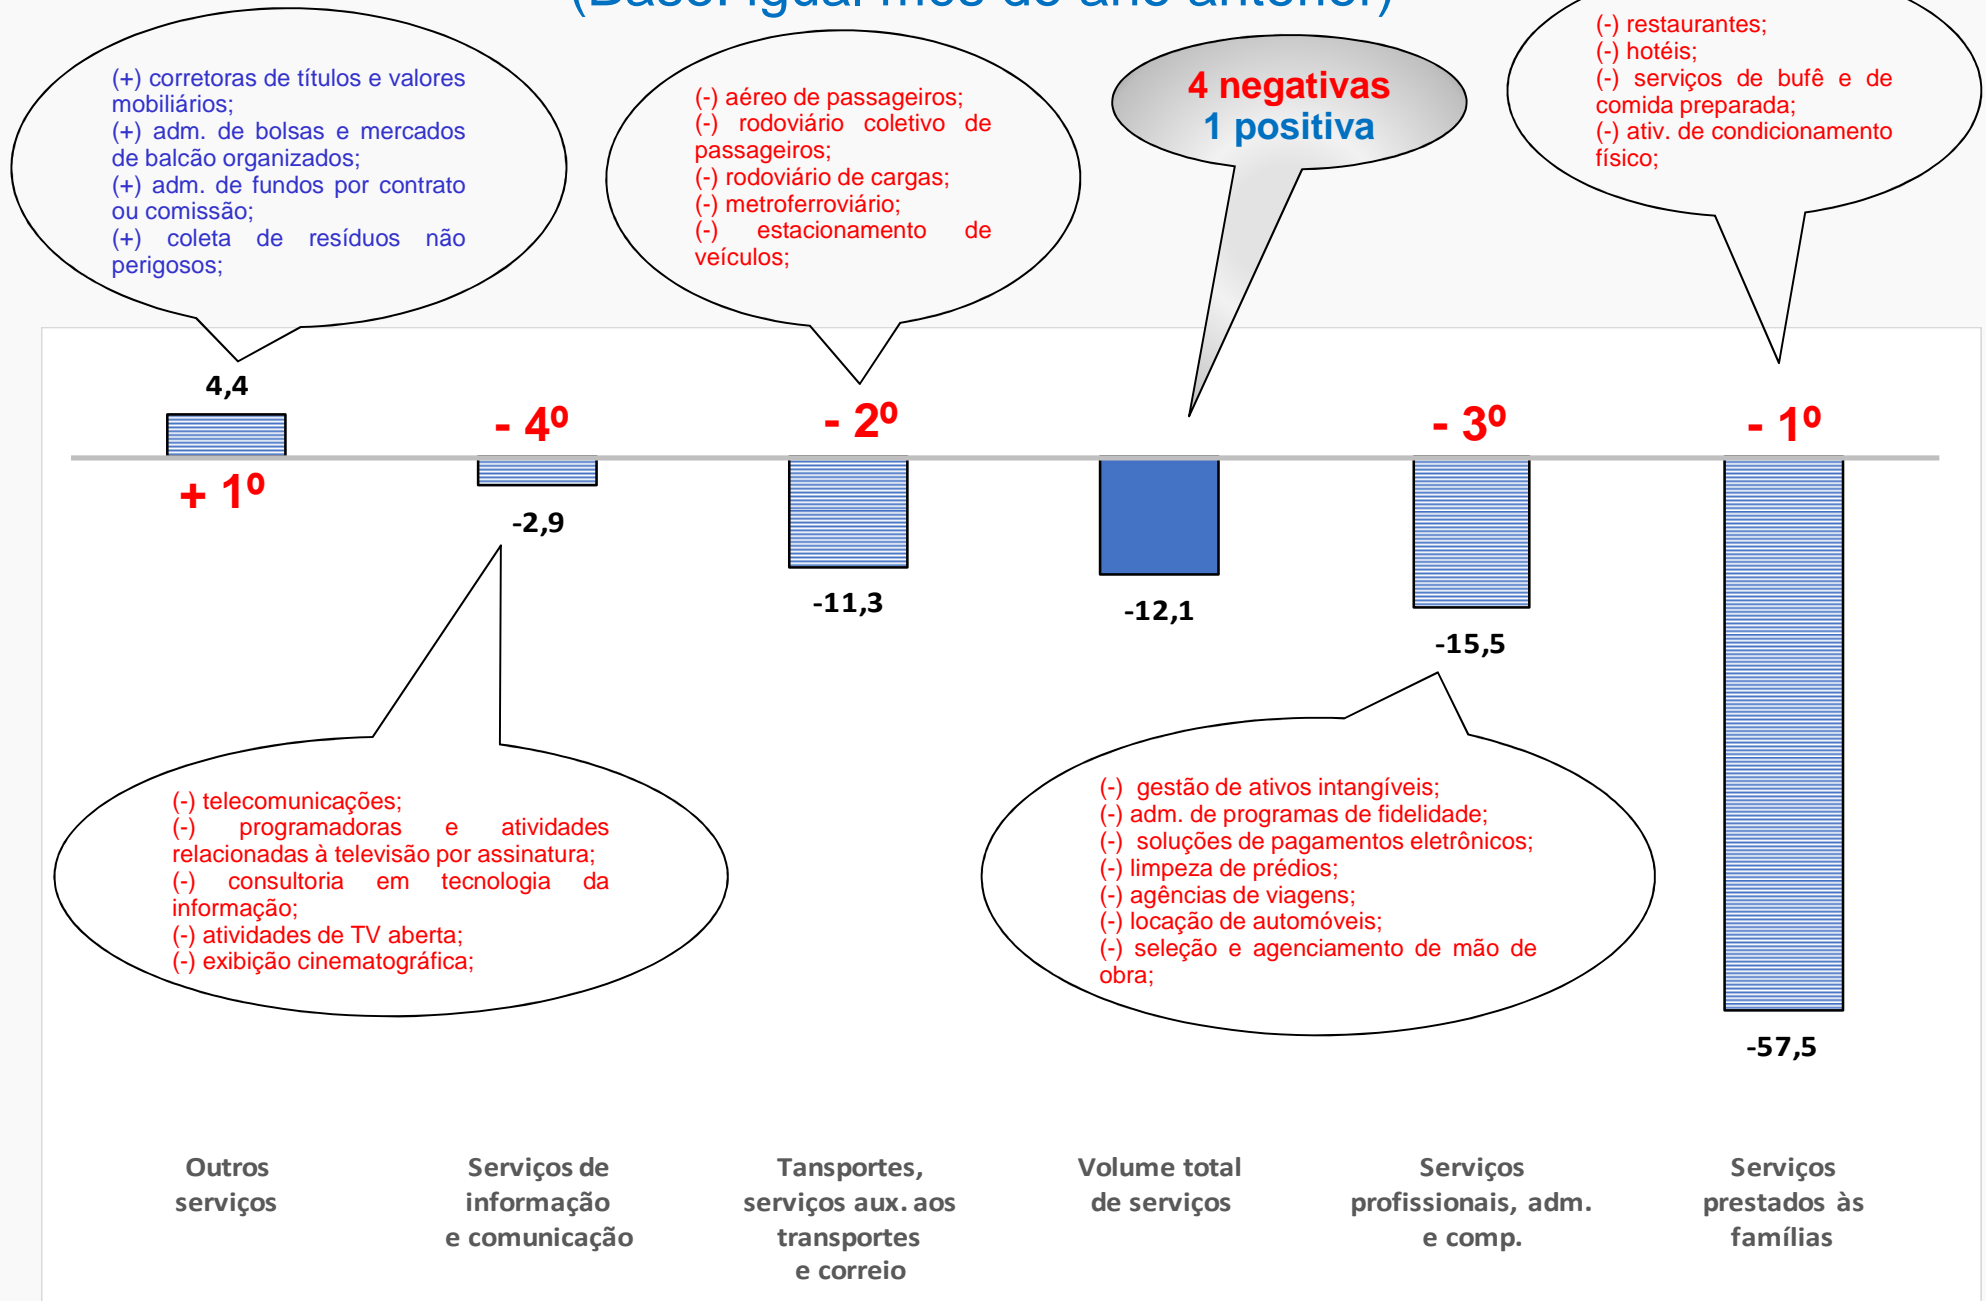 (Base: igual mês do ano anterior)
(+) corretoras de títulos e valores
mobiliários;
(+) adm. de bolsas e mercados
de balcão organizados;
(+) adm. de fundos por contrato
ou comissão;
(+) coleta de resíduos não
perigosos;
(-) aéreo de passageiros;
(-) rodoviário coletivo de
passageiros;
(-) rodoviário de cargas;
(-) metroferroviário;
(-) estacionamento de
veículos;
4 negativas
1 positiva
(-) restaurantes;
(-) hotéis;
(-) serviços de bufê e de
comida preparada;
(-) ativ. de condicionamento
físico;
4,4
+ 1º
- 4º
-2,9
- 2º
-11,3
-12,1
- 3º
-15,5
- 1º
-57,5
(-) telecomunicações;
(-) programadoras e atividades
relacionadas à televisão por assinatura;
(-) consultoria em tecnologia da
informação;
(-) atividades de TV aberta;
(-) exibição cinematográfica;
(-) gestão de ativos intangíveis;
(-) adm. de programas de fidelidade;
(-) soluções de pagamentos eletrônicos;
(-) limpeza de prédios;
(-) agências de viagens;
(-) locação de automóveis;
(-) seleção e agenciamento de mão de
obra;
Outros
serviços
Serviços de
informação
e comunicação
Tansportes,
serviços aux. aos
transportes
e correio
Volume total
de serviços
Serviços
profissionais, adm.
e comp.
Serviços
prestados às
famílias